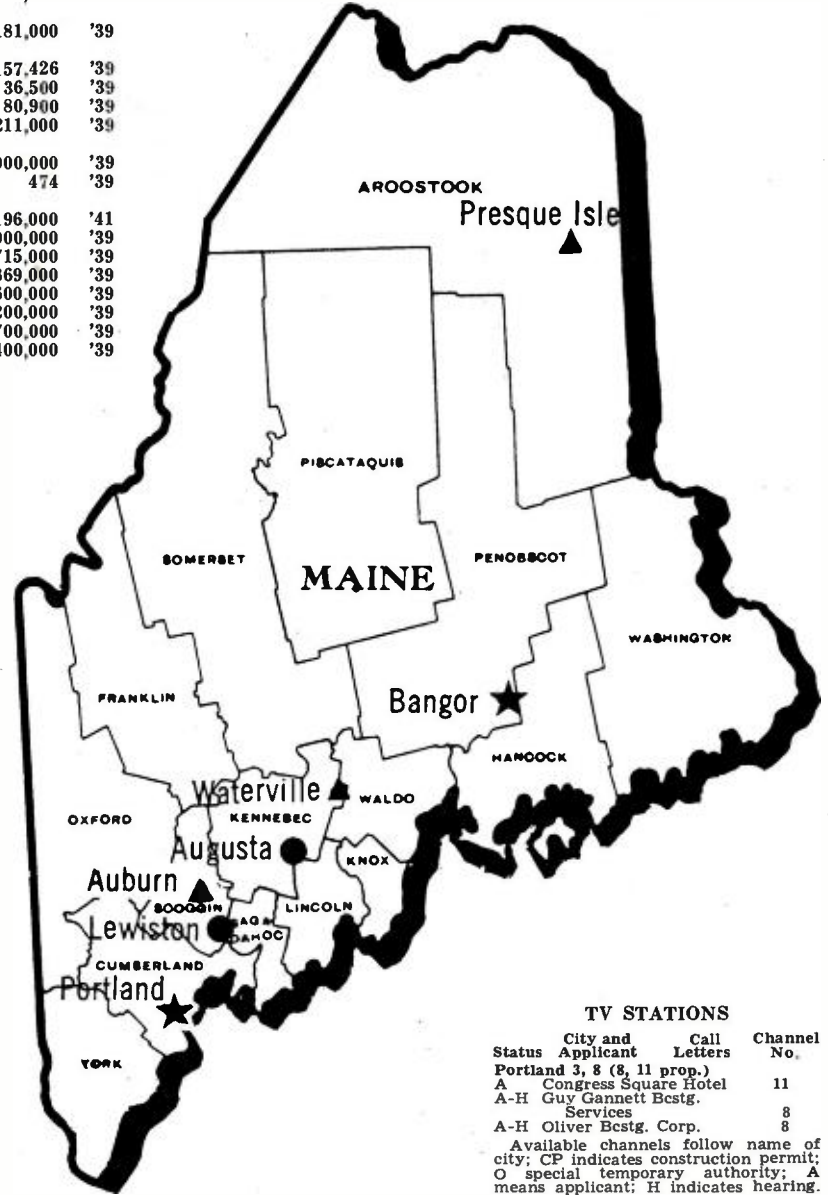 181,000 '39
57,426 '39
36,500 '39
80,900 '39
211,000 '39
000,000 '39
474 '39
196,000 '41
000,000 '39
715,000 '39
369,000 '39
500,000 '39
200,000 '39
700,000 '39
400,000 '39
AROOSTOOK
Presque Isle
PISCATAQUIS
SOMERSET
PENOBSCOT
MAINE
WASHINGTON
FRANKLIN
Bangor
HANCOCK
Waterville
WALDO
OXFORD
KENNEBEC
Augusta
KNOX
Auburn
SCOGGIN
LINCOLN
SAGA
Lewiston
DAHOC
CUMBERLAND
Portland
YORK
TV STATIONS
City and Call Channel
Status Applicant Letters No.
Portland 3, 8 (8, 11 prop.)
A Congress Square Hotel 11
A-H Guy Gannett Bcstg.
Services 8
A-H Oliver Bcstg. Corp. 8
Available channels follow name of
city; CP indicates construction permit;
O special temporary authority; A
means applicant; H indicates hearing.